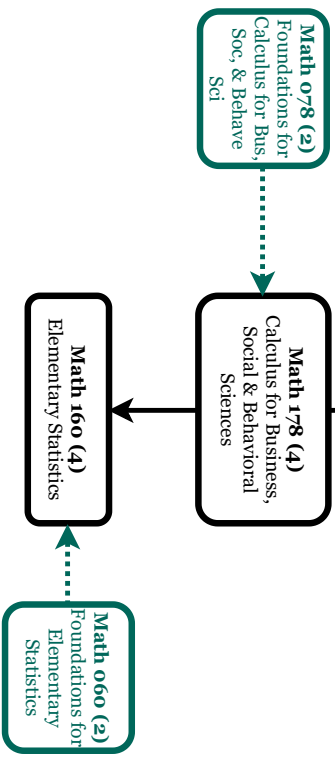 Math 078 (2)
Foundations for
Calculus for Bus,
Soc, & Behave
Sci
Math 178 (4)
Calculus for Business,
Social & Behavioral
Sciences
Math 160 (4)
Elementary Statistics
Math 060 (2)
Foundations for
Elementary
Statistics